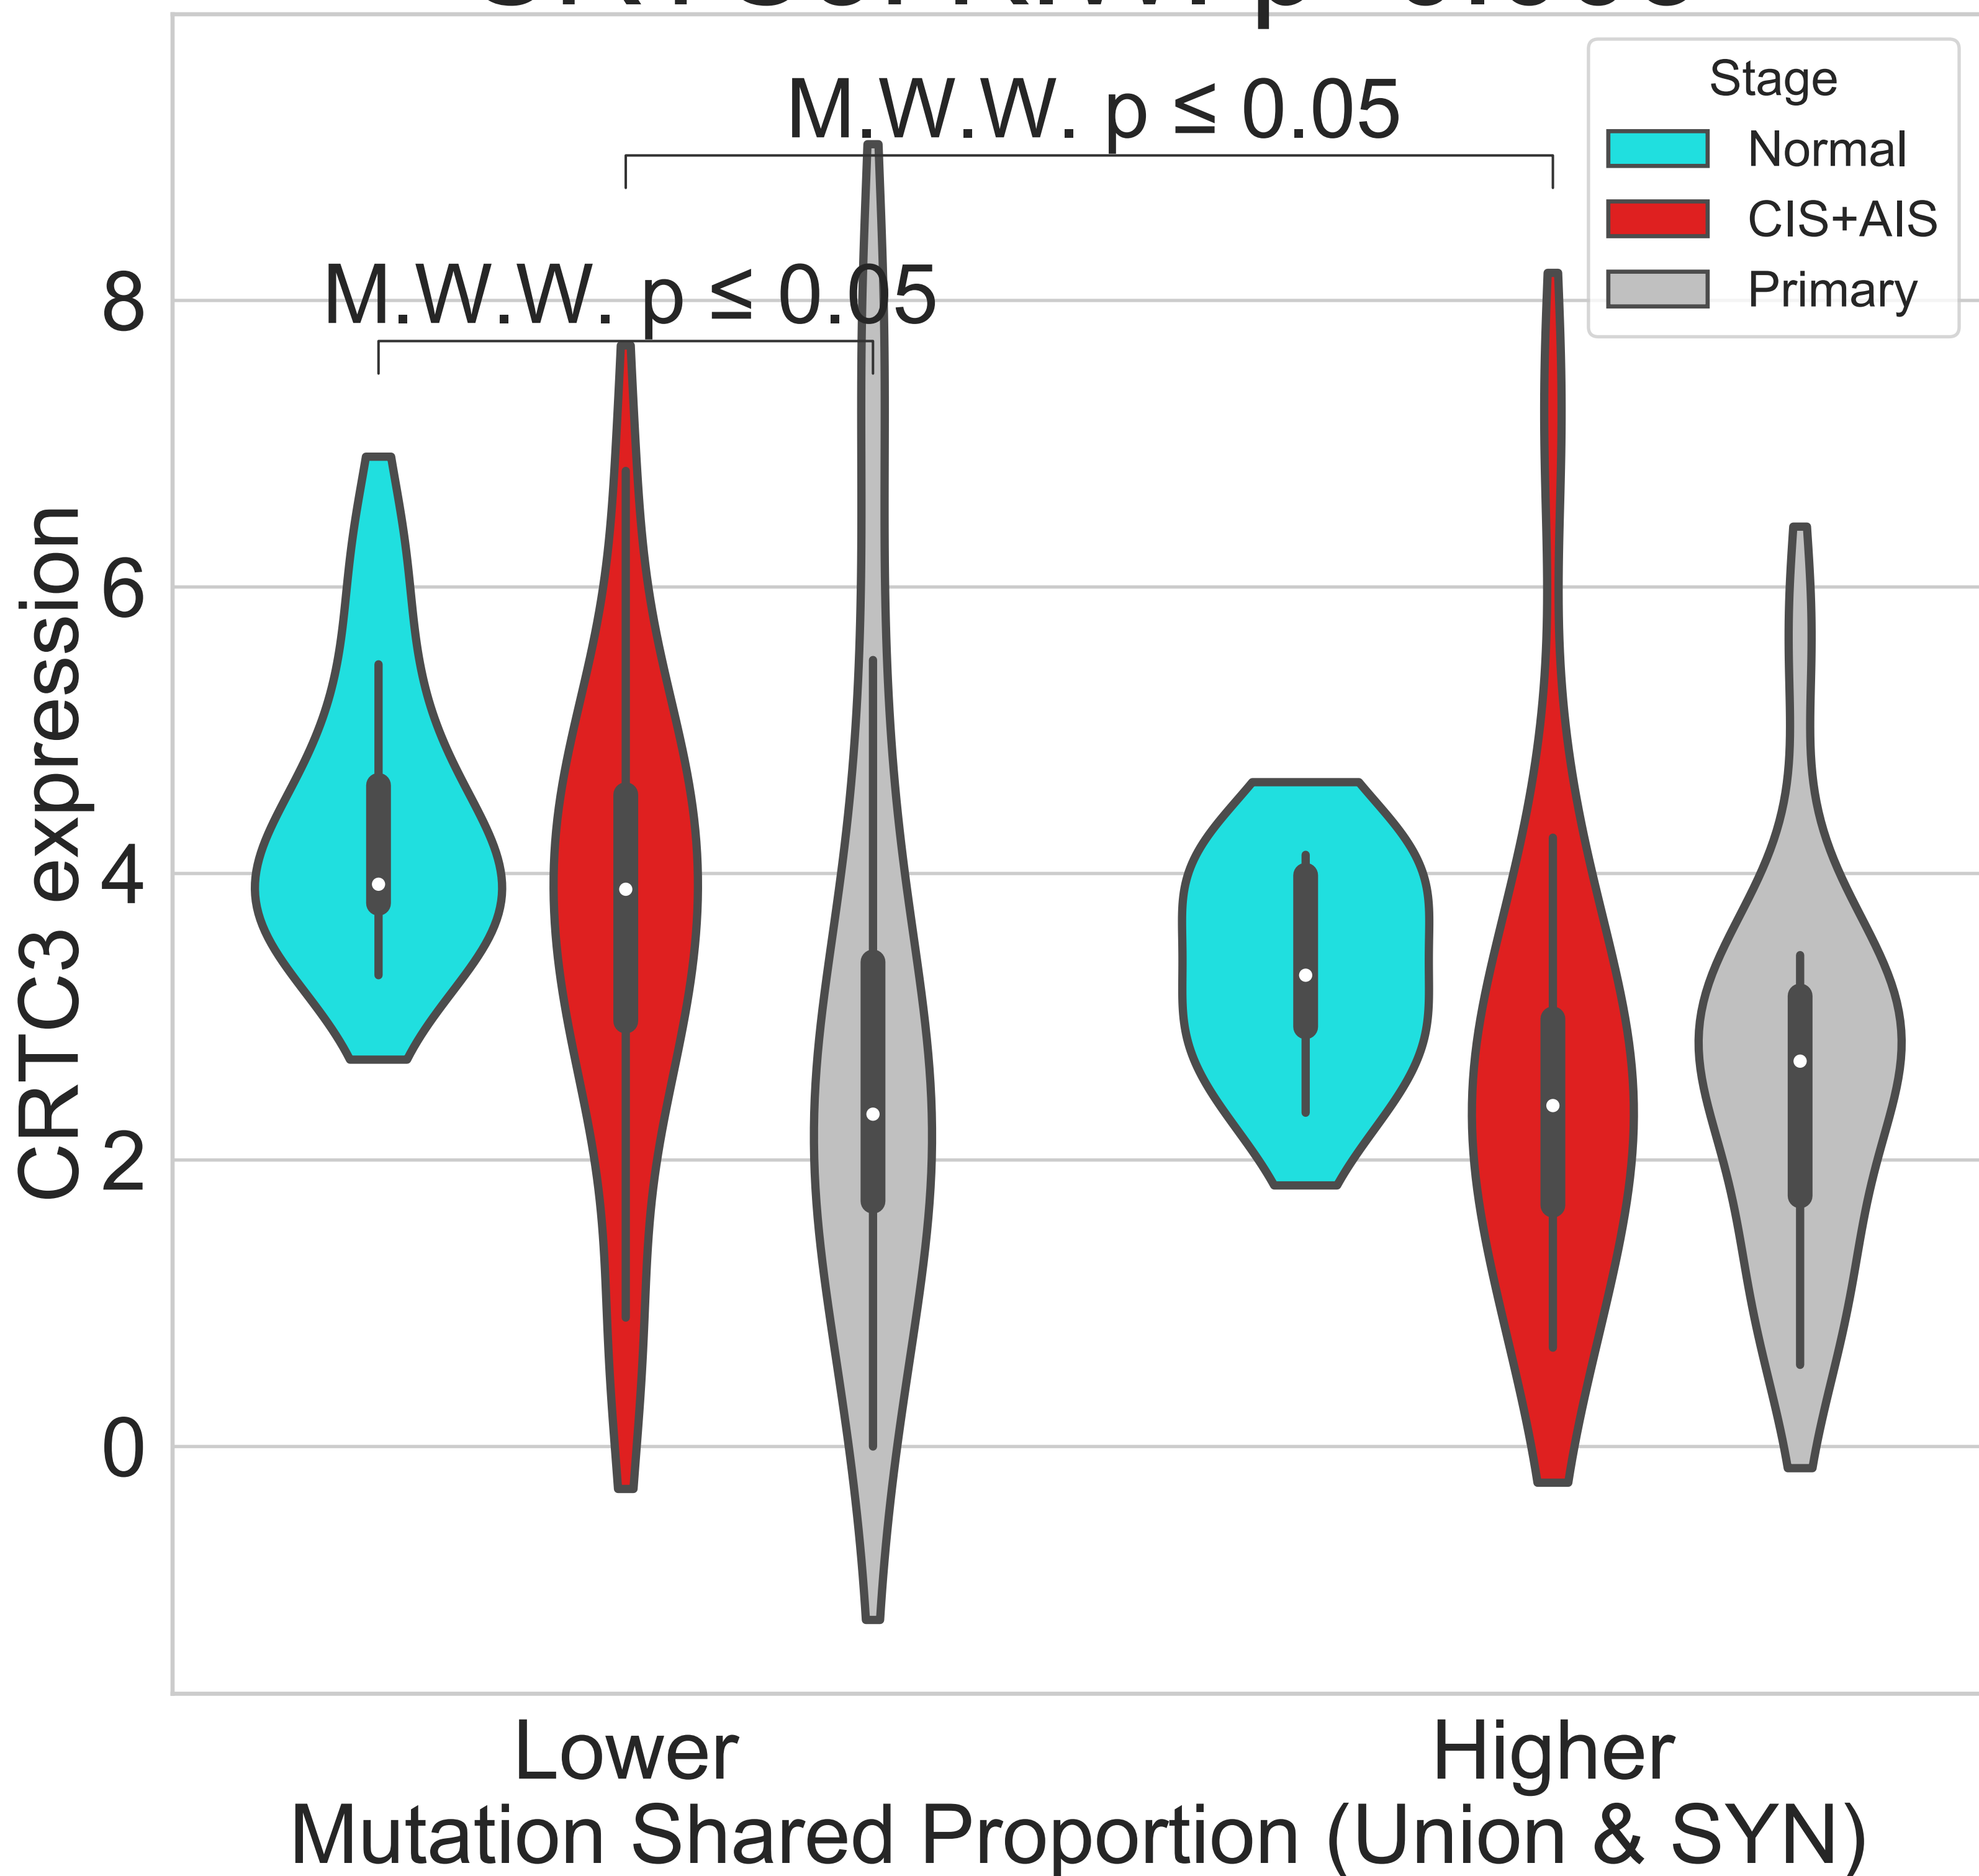 M.W.W. p ≤ 0.05
M.W.W. p ≤ 0.05
Stage
Normal
CIS+AIS
Primary
CRTC3 expression
8
6
4
2
0
Lower
Higher
Mutation Shared Proportion (Union & SYN)